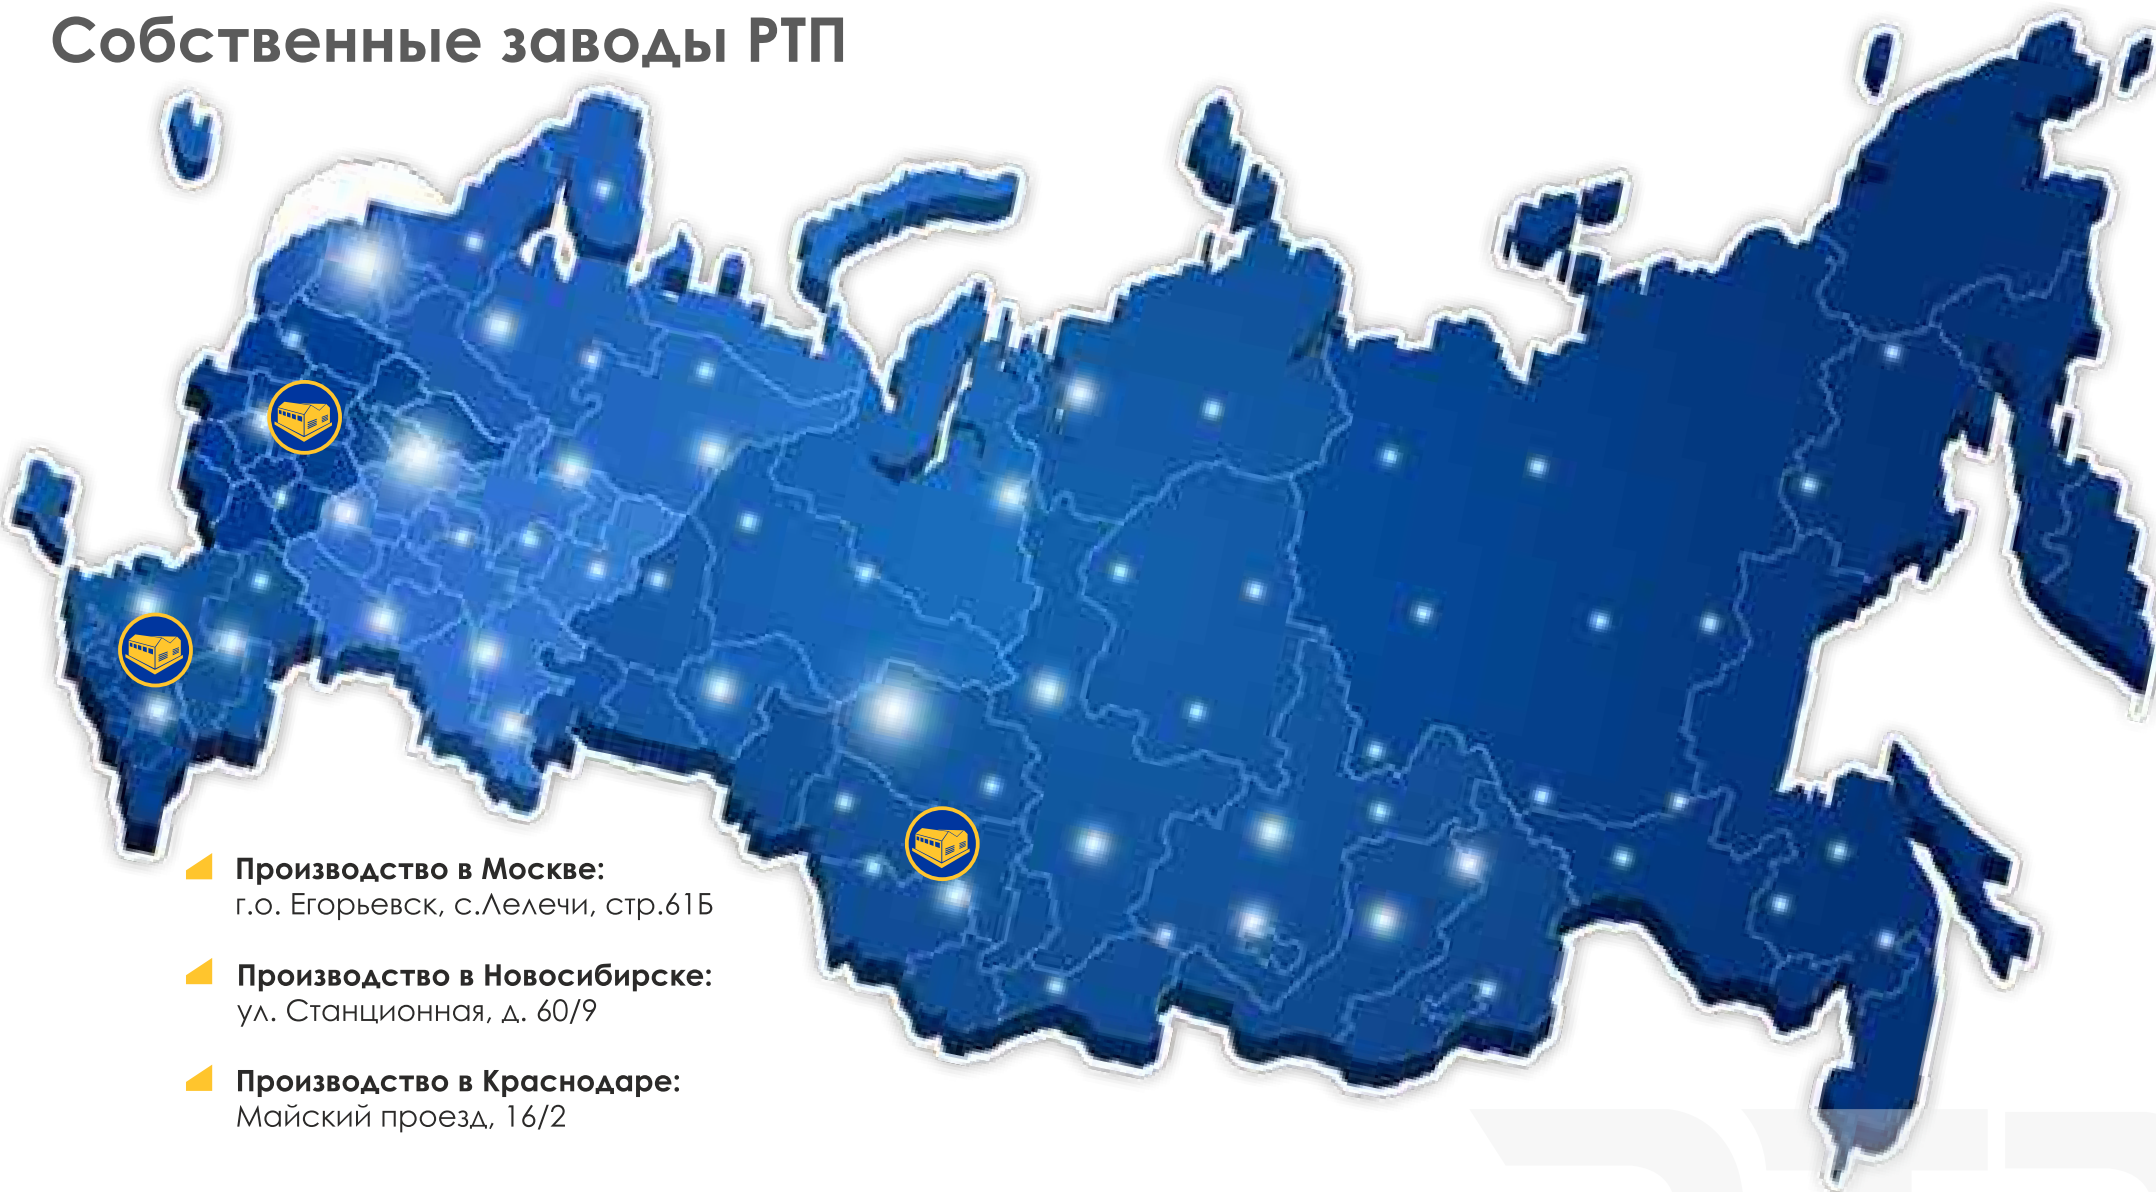 Собственные заводы РТП
Производство в Москве:
г.о. Егорьевск, с.Лелечи, стр.61Б
Производство в Новосибирске:
ул. Станционная, д. 60/9
Производство в Краснодаре:
Майский проезд, 16/2